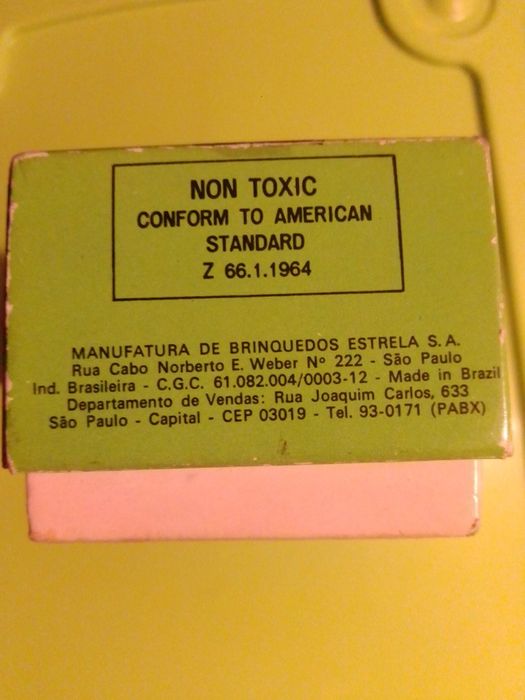 NON TOXIC
CONFORM TO AMERICAN
STANDARD
Z 66.1.1964
MANUFATURA DE BRINQUEDOS ESTRELA S.A.
Rua Cabo Norberto E. Weber Nº 222 - São Paulo
Ind. Brasileira - C.G.C. 61.082.004/0003-12 - Made in Brazil
Departamento de Vendas: Rua Joaquim Carlos, 633
São Paulo - Capital - CEP 03019 - Tel. 93-0171 (PABX)